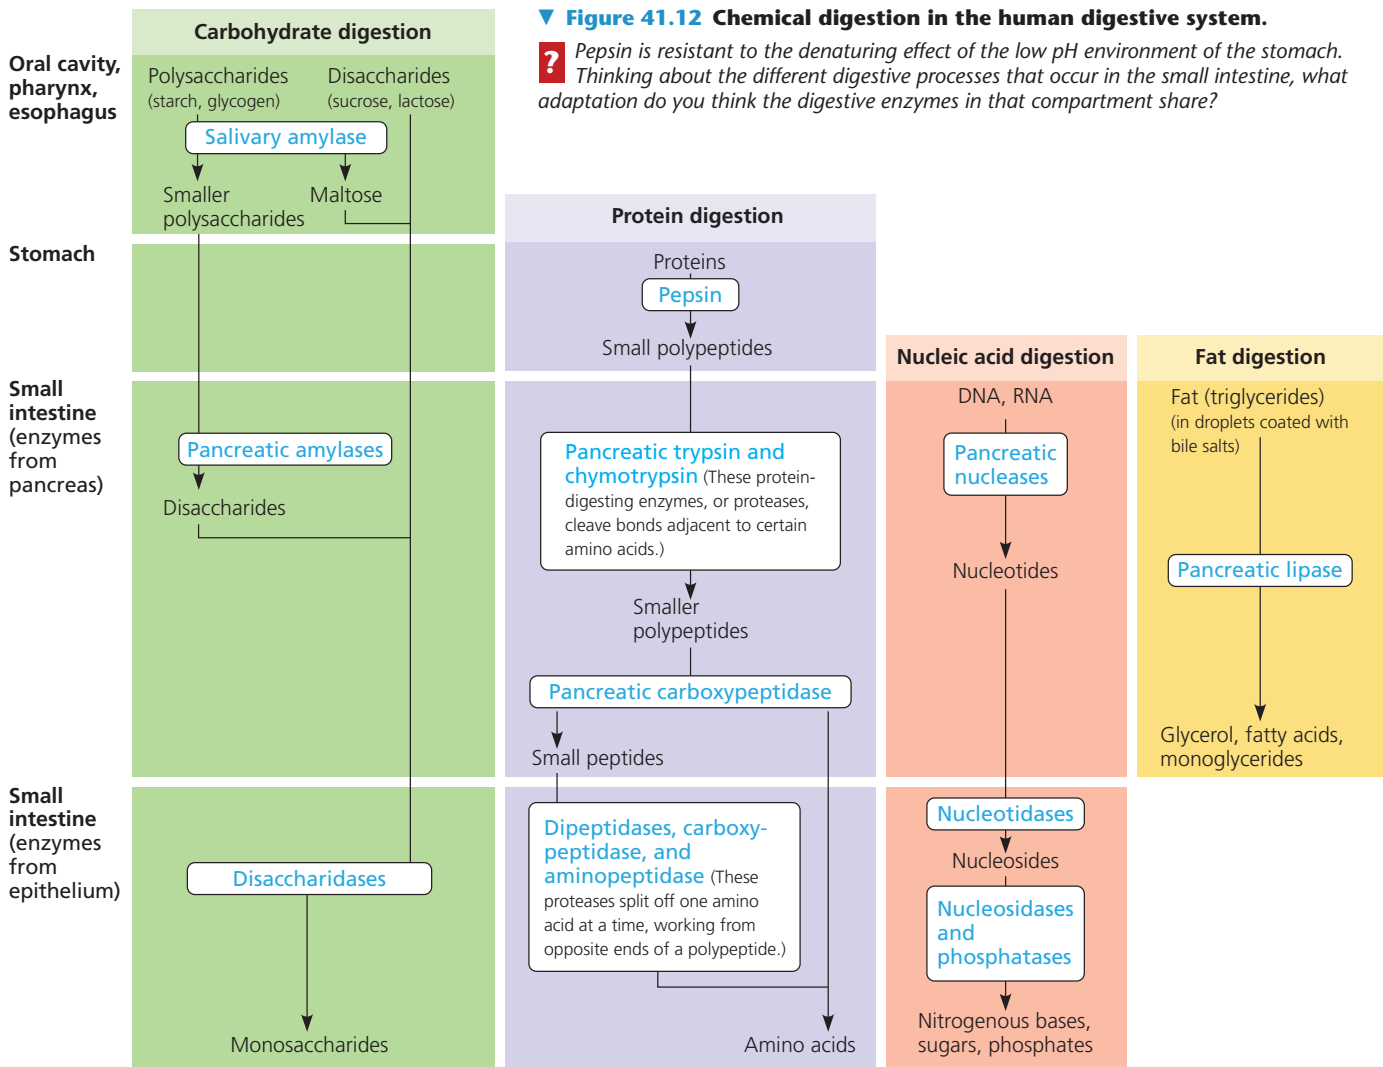 ▼ Figure 41.12 Chemical digestion in the human digestive system.
? Pepsin is resistant to the denaturing effect of the low pH environment of the stomach.
Thinking about the different digestive processes that occur in the small intestine, what
adaptation do you think the digestive enzymes in that compartment share?
Carbohydrate digestion
Oral cavity,
pharynx,
esophagus
Polysaccharides
(starch, glycogen)
Disaccharides
(sucrose, lactose)
Salivary amylase
Smaller
polysaccharides
Maltose
Protein digestion
Stomach
Proteins
Pepsin
Small polypeptides
Nucleic acid digestion
Fat digestion
Small
intestine
(enzymes
from
pancreas)
Pancreatic amylases
Disaccharides
Pancreatic trypsin and
chymotrypsin (These protein-
digesting enzymes, or proteases,
cleave bonds adjacent to certain
amino acids.)
Smaller
polypeptides
Pancreatic carboxypeptidase
Small peptides
DNA, RNA
Pancreatic
nucleases
Nucleotides
Fat (triglycerides)
(in droplets coated with
bile salts)
Pancreatic lipase
Glycerol, fatty acids,
monoglycerides
Small
intestine
(enzymes
from
epithelium)
Disaccharidases
Monosaccharides
Dipeptidases, carboxy-
peptidase, and
aminopeptidase (These
proteases split off one amino
acid at a time, working from
opposite ends of a polypeptide.)
Amino acids
Nucleotidases
Nucleosides
Nucleosidases
and
phosphatases
Nitrogenous bases,
sugars, phosphates